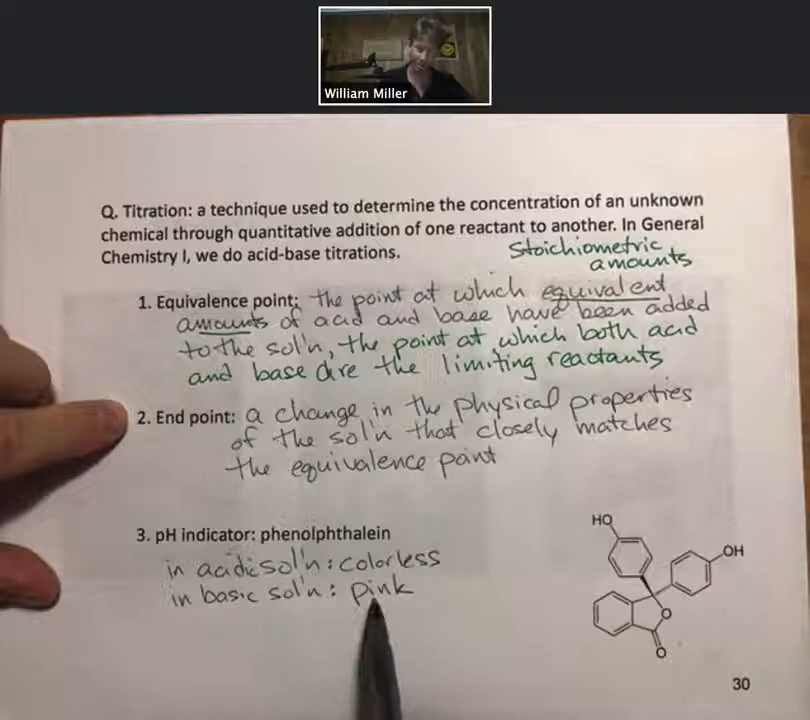 William Miller
Q. Titration: a technique used to determine the concentration of an unknown
chemical through quantitative addition of one reactant to another. In General
Chemistry I, we do acid-base titrations.
Stoichiometric
amounts
1. Equivalence point: the point at which equivalent
amounts of acid and base have been added
to the sol'n, the point at which both acid
and base are the limiting reactants
2. End point: a change in the physical properties
of the sol'n that closely matches
the equivalence point
3. pH indicator: phenolphthalein
in acidic sol'n: colorless
in basic sol'n: pink
HO
OH
O
O
30